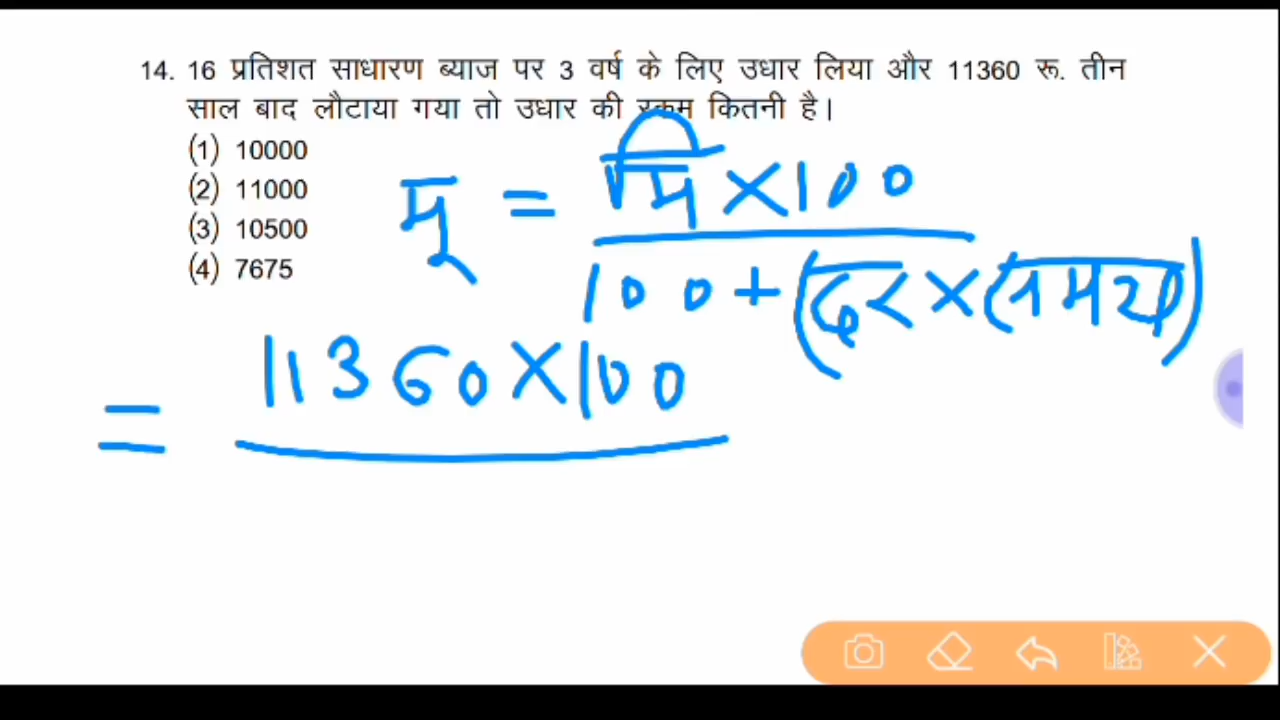 14. 16 प्रतिशत साधारण ब्याज पर 3 वर्ष के लिए उधार लिया और 11360 रू. तीन
साल बाद लौटाया गया तो उधार की रकम कितनी है।
(1) 10000
(2) 11000
(3) 10500
(4) 7675
मू = मि × 100
100 + (दर × समय)
= 11360 × 100